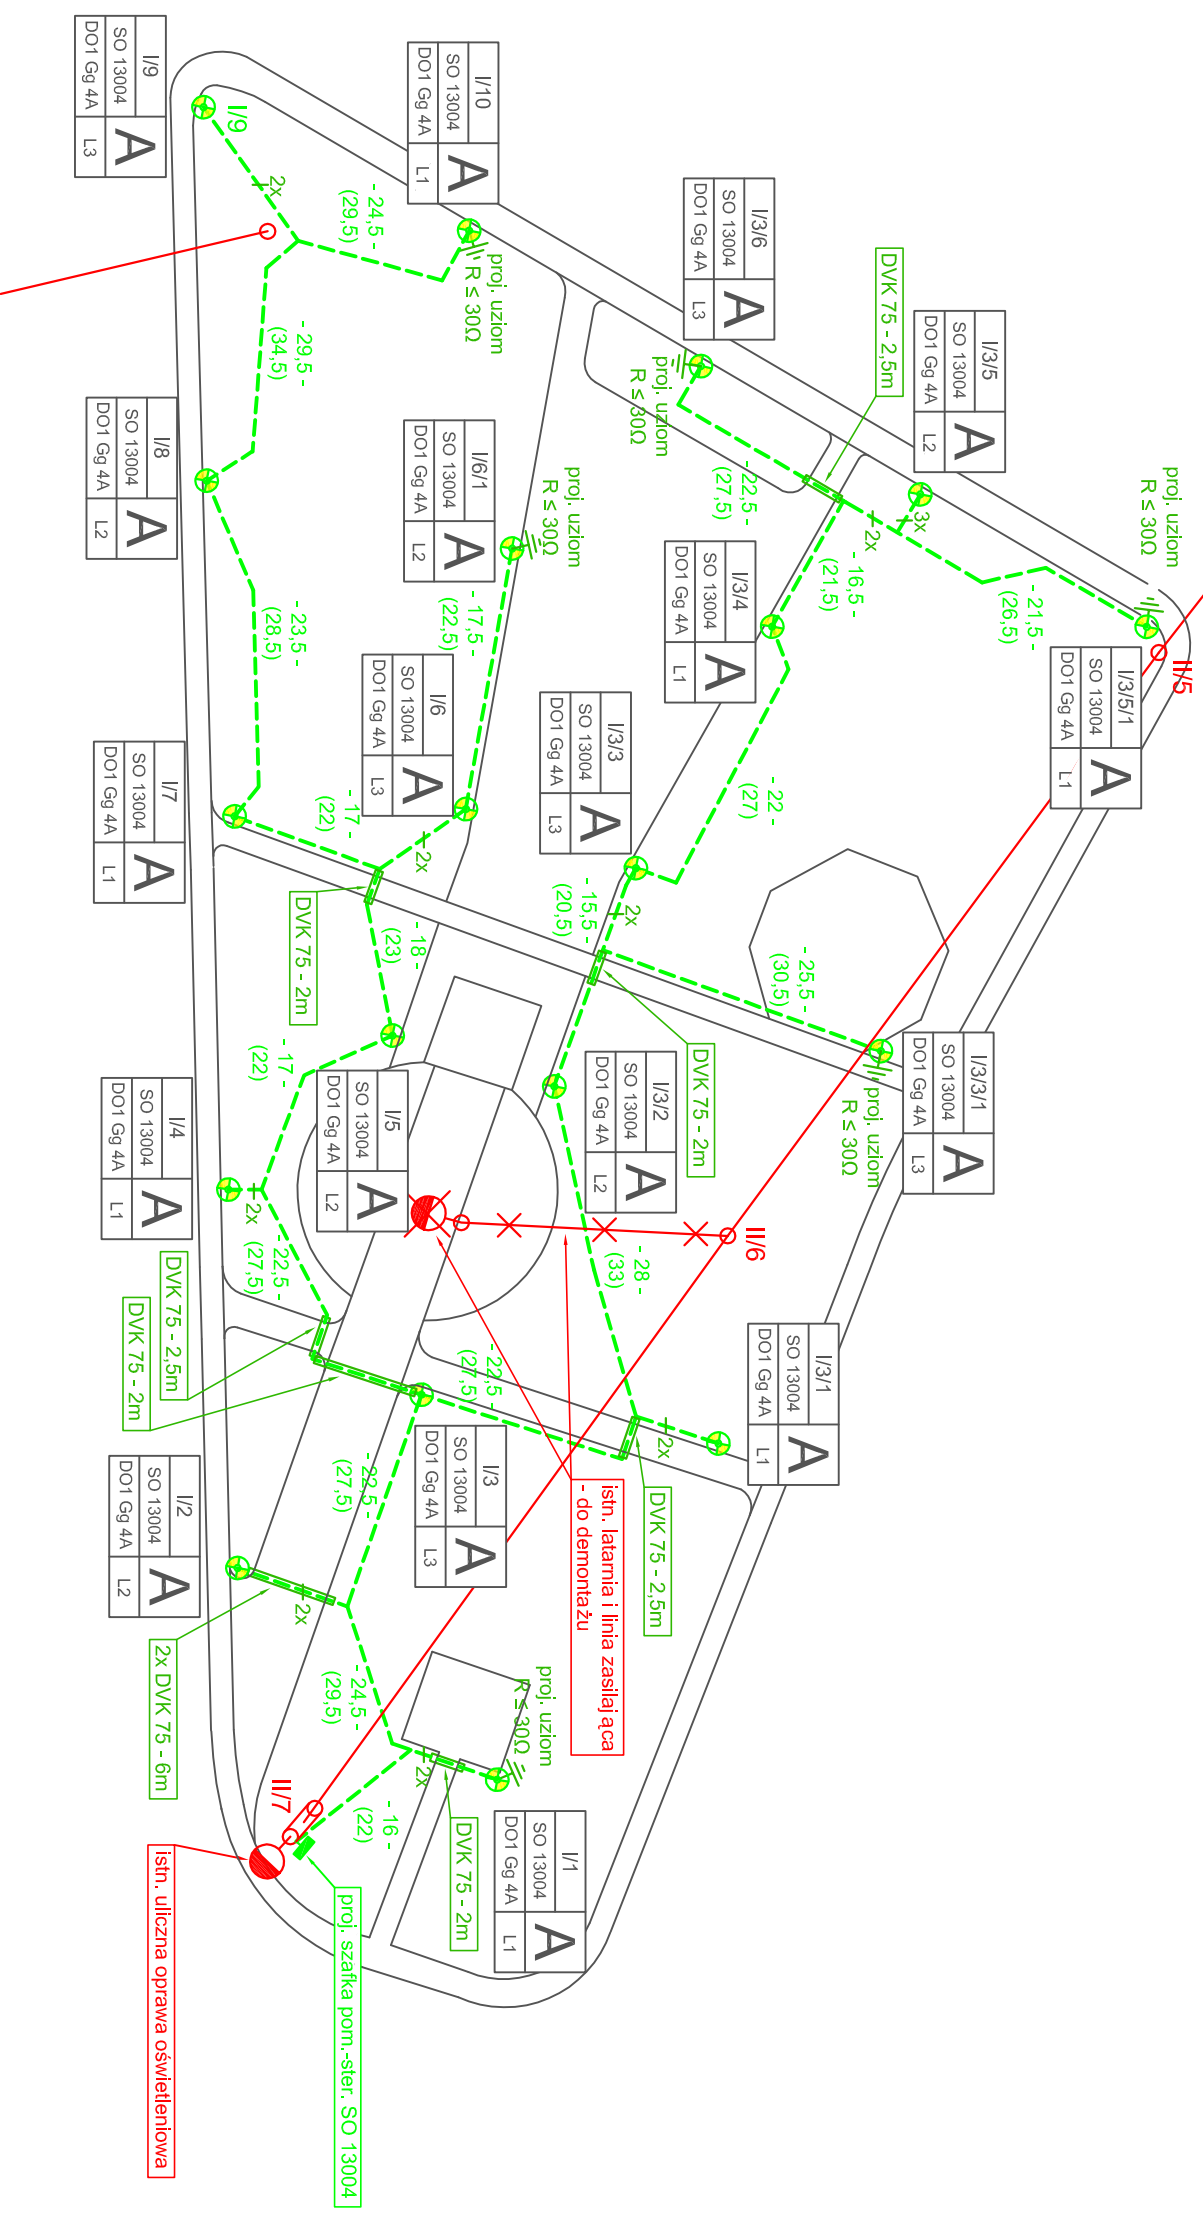 I/9
SO 13004
DO1 Gg 4A
A
L3
I/9
2x
- 24,5 -
(29,5)
I/10
SO 13004
DO1 Gg 4A
A
L1
proj. uziom
R ≤ 30Ω
- 29,5 -
(34,5)
I/8
SO 13004
DO1 Gg 4A
A
L2
- 23,5 -
(28,5)
I/6/1
SO 13004
DO1 Gg 4A
A
L2
proj. uziom
R ≤ 30Ω
- 17,5 -
(22,5)
I/3/6
SO 13004
DO1 Gg 4A
A
L3
proj. uziom
R ≤ 30Ω
DVK 75 - 2,5m
- 22,5 -
(27,5)
I/3/5
SO 13004
DO1 Gg 4A
A
L2
3x
2x
- 16,5 -
(21,5)
proj. uziom
R ≤ 30Ω
- 21,5 -
(26,5)
II/5
I/3/5/1
SO 13004
DO1 Gg 4A
A
L1
I/3/4
SO 13004
DO1 Gg 4A
A
L1
- 22 -
(27)
I/3/3
SO 13004
DO1 Gg 4A
A
L3
2x
- 15,5 -
(20,5)
I/6
SO 13004
DO1 Gg 4A
A
L3
2x
- 17 -
(22)
I/7
SO 13004
DO1 Gg 4A
A
L1
DVK 75 - 2m
- 18 -
(23)
- 25,5 -
(30,5)
DVK 75 - 2m
I/3/3/1
SO 13004
DO1 Gg 4A
A
L3
proj. uziom
R ≤ 30Ω
I/3/2
SO 13004
DO1 Gg 4A
A
L2
I/5
SO 13004
DO1 Gg 4A
A
L2
- 17 -
(22)
I/4
SO 13004
DO1 Gg 4A
A
L1
2x
- 22,5 -
(27,5)
DVK 75 - 2,5m
DVK 75 - 2m
II/6
- 28 -
(33)
I/3/1
SO 13004
DO1 Gg 4A
A
L1
2x
DVK 75 - 2,5m
- 22,5 -
(27,5)
I/3
SO 13004
DO1 Gg 4A
A
L3
istn. latarnia i linia zasilająca
- do demontażu
- 22,5 -
(27,5)
I/2
SO 13004
DO1 Gg 4A
A
L2
2x
2x DVK 75 - 6m
- 24,5 -
(29,5)
proj. uziom
R ≤ 30Ω
2x
DVK 75 - 2m
- 16 -
(22)
I/1
SO 13004
DO1 Gg 4A
A
L1
II/7
proj. szafka pom.-ster. SO 13004
istn. uliczna oprawa oświetleniowa